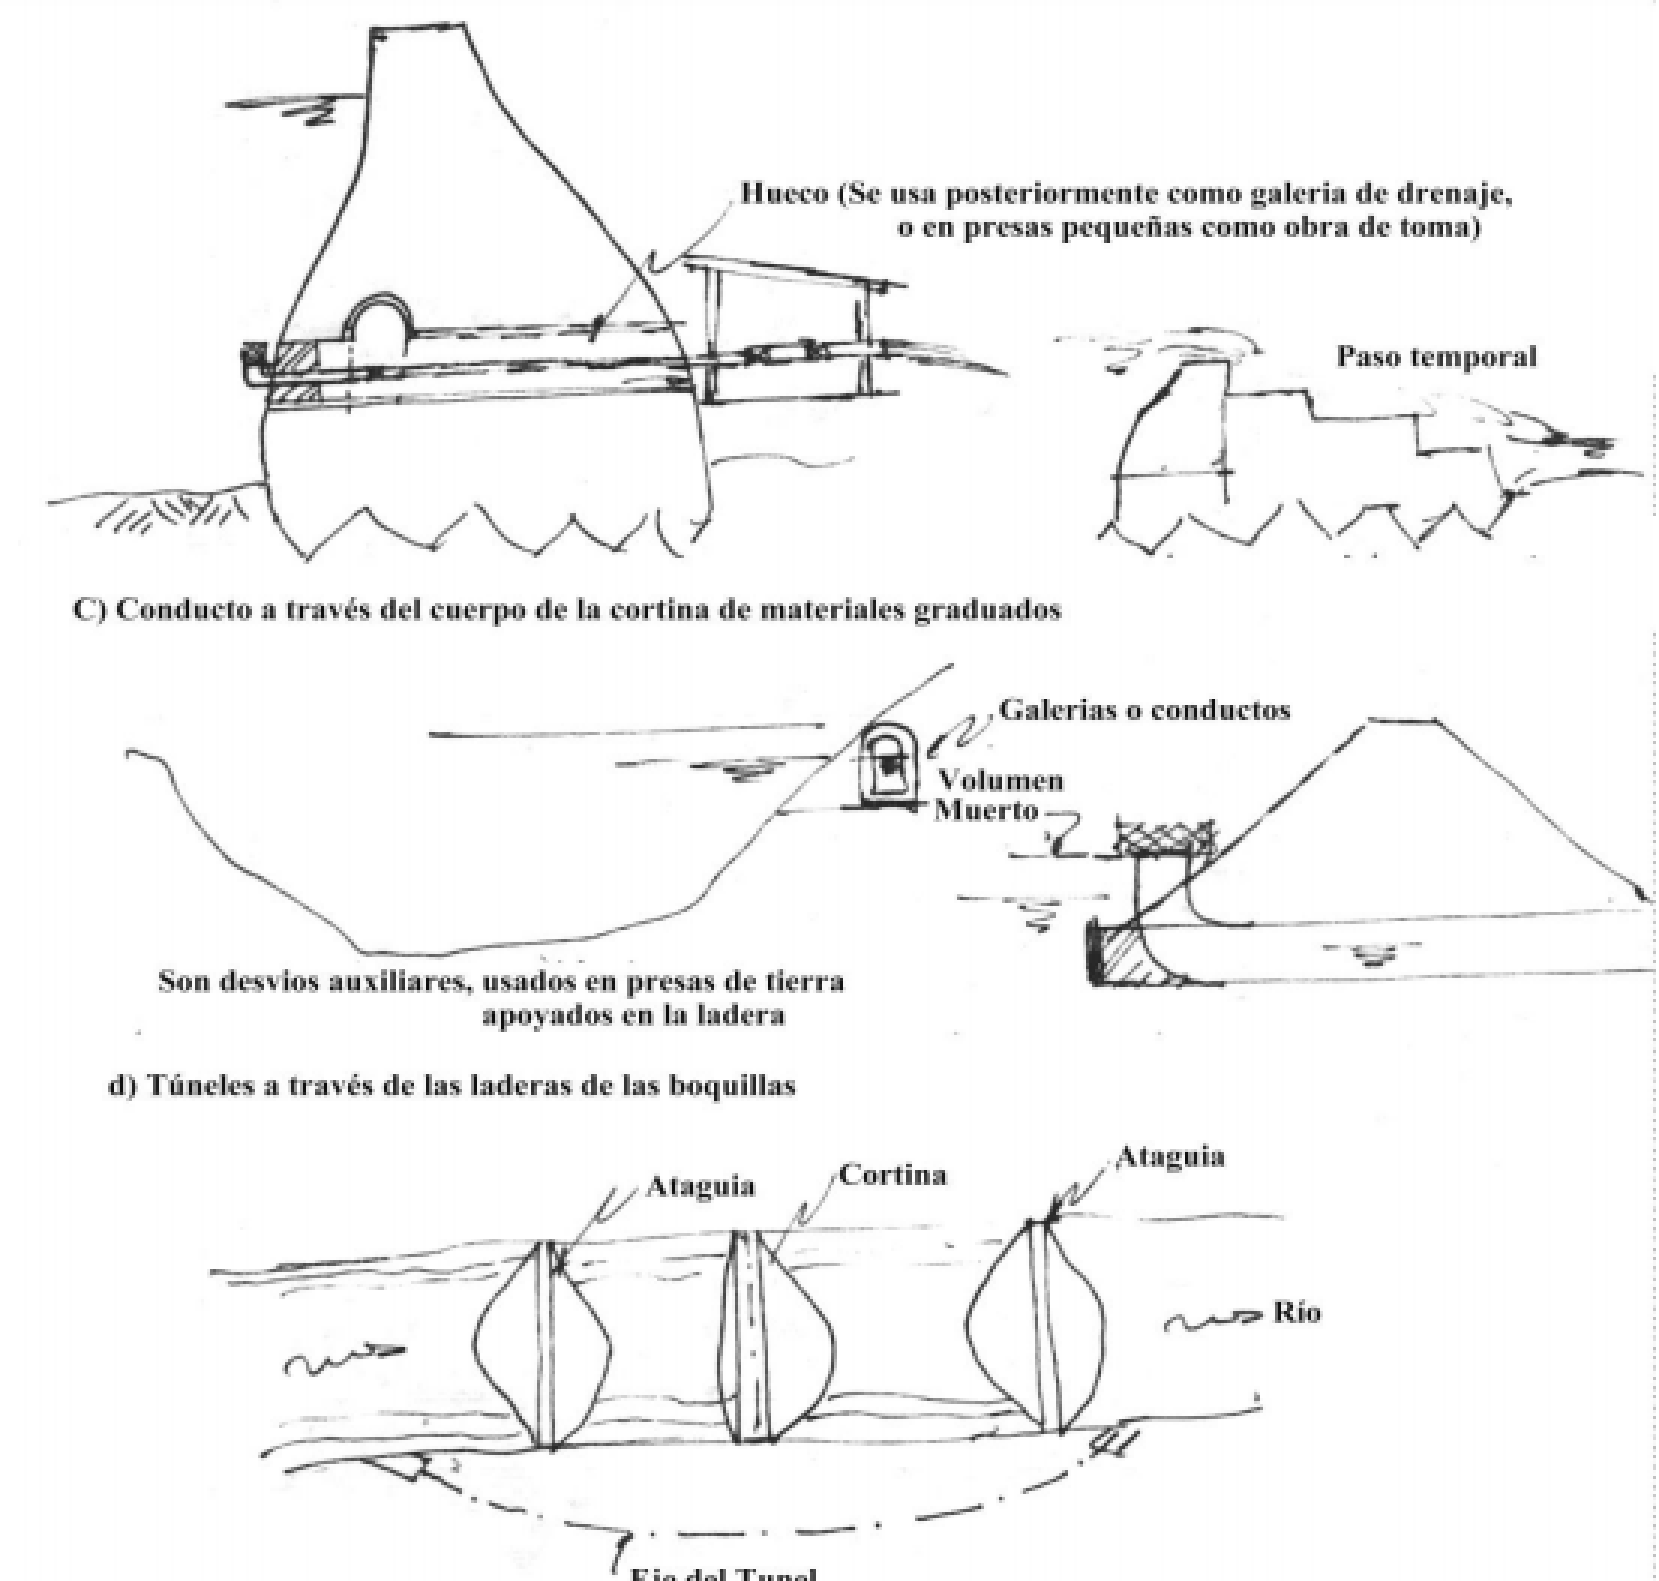 Hueco (Se usa posteriormente como galeria de drenaje,
o en presas pequeñas como obra de toma)
Paso temporal
C) Conducto a través del cuerpo de la cortina de materiales graduados
Galerias o conductos
Volumen
Muerto
Son desvios auxiliares, usados en presas de tierra
apoyados en la ladera
d) Túneles a través de las laderas de las boquillas
Ataguia
Cortina
Ataguia
Río
Eje del Tunel